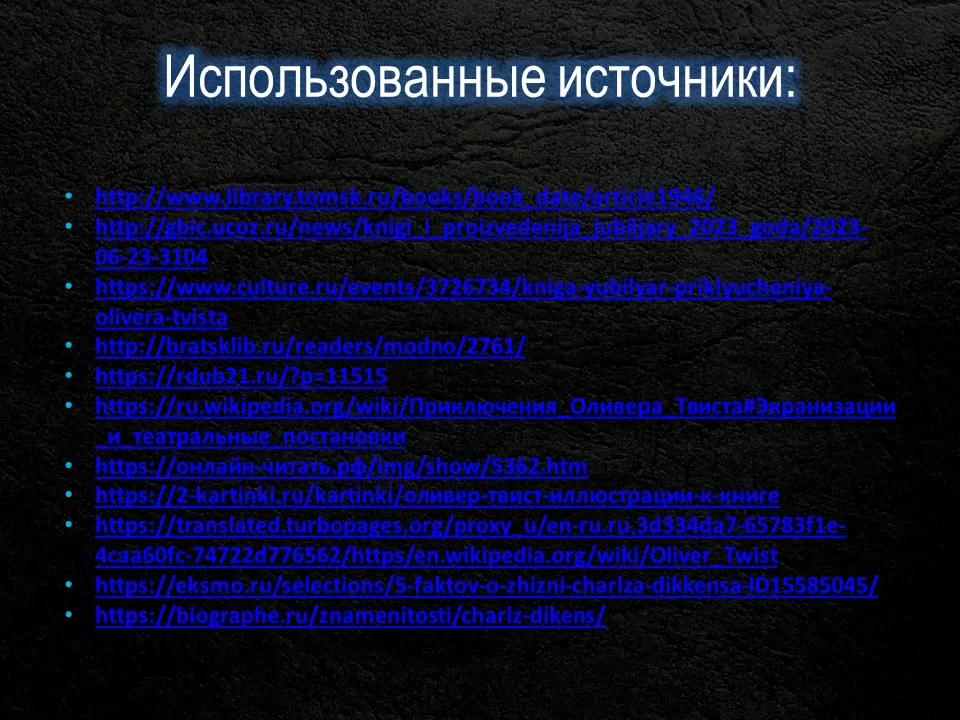 Использованные источники:
• http://www.library.tomsk.ru/books/book_date/article1946/
• http://gbic.ucoz.ru/news/knigi_i_proizvedenija_jubiljary_2023_goda/2023-
06-23-3104
• https://www.culture.ru/events/3726734/kniga-yubilyar-priklyucheniya-
olivera-tvista
• http://bratsklib.ru/readers/modno/2761/
• https://rdub21.ru/?p=11515
• https://ru.wikipedia.org/wiki/Приключения_Оливера_Твиста#Экранизации
_и_театральные_постановки
• https://онлайн-читать.рф/img/show/5362.htm
• https://2-kartinki.ru/kartinki/оливер-твист-иллюстрации-к-книге
• https://translated.turbopages.org/proxy_u/en-ru.ru.3d334da7-65783f1e-
4caa60fc-74722d776562/https/en.wikipedia.org/wiki/Oliver_Twist
• https://eksmo.ru/selections/5-faktov-o-zhizni-charlza-dikkensa-ID15585045/
• https://biographe.ru/znamenitosti/charlz-dikens/